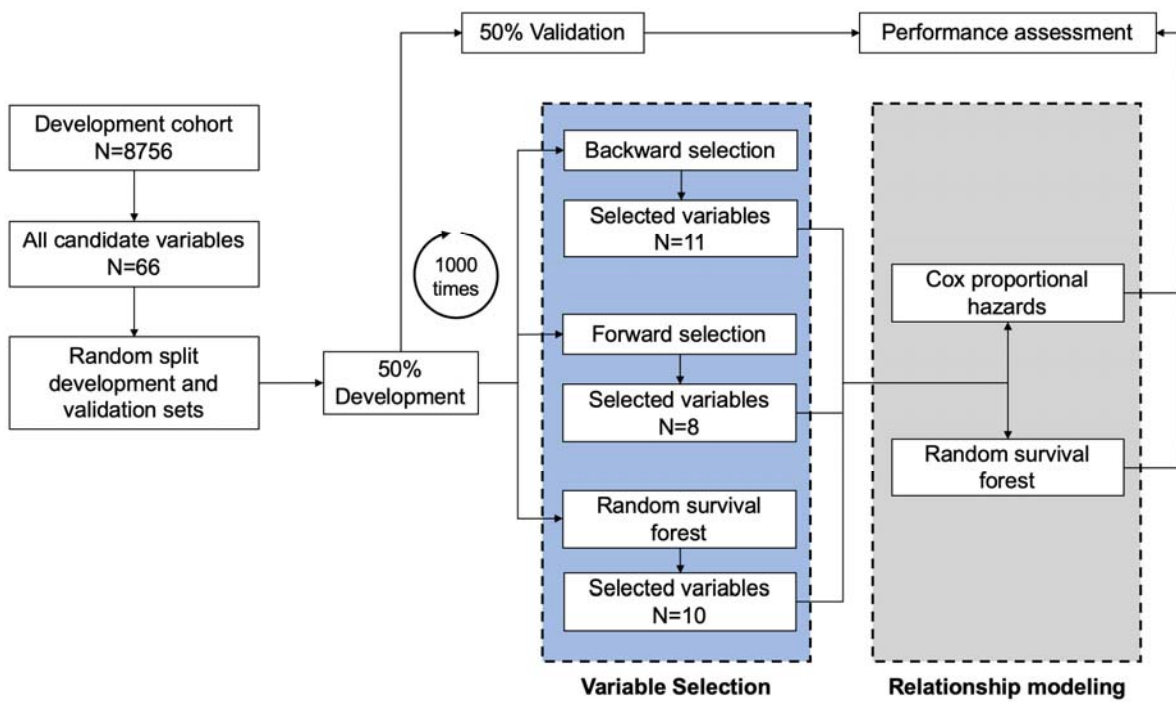 50% Validation
Performance assessment
Development cohort
N=8756
All candidate variables
N=66
Random split
development and
validation sets
50%
Development
1000
times
Backward selection
Selected variables
N=11
Forward selection
Selected variables
N=8
Random survival
forest
Selected variables
N=10
Variable Selection
Cox proportional
hazards
Random survival
forest
Relationship modeling